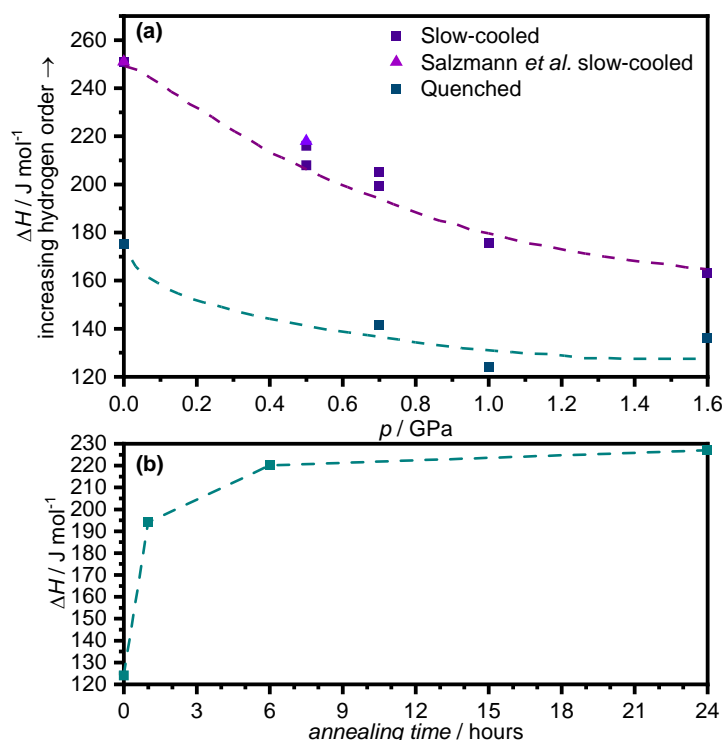 (a)
Slow-cooled
Salzmann et al. slow-cooled
Quenched
ΔH / J mol⁻¹
increasing hydrogen order →
260
240
220
200
180
160
140
120
0.0 0.2 0.4 0.6 0.8 1.0 1.2 1.4 1.6
p / GPa
(b)
ΔH / J mol⁻¹
230
220
210
200
190
180
170
160
150
140
130
120
0 3 6 9 12 15 18 21 24
annealing time / hours